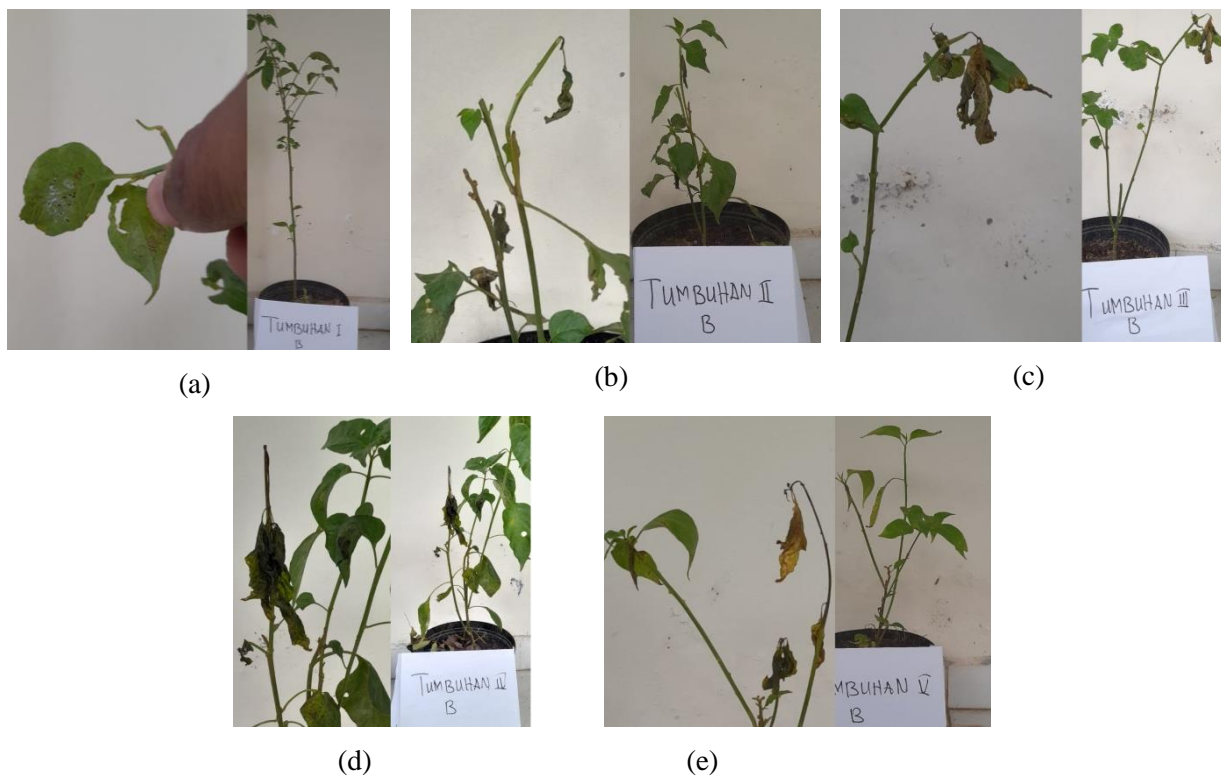 TUMBUHAN I
B
TUMBUHAN II
B
TUMBUHAN III
B
(a)
(b)
(c)
TUMBUHAN IV
B
MBUHAN V
B
(d)
(e)